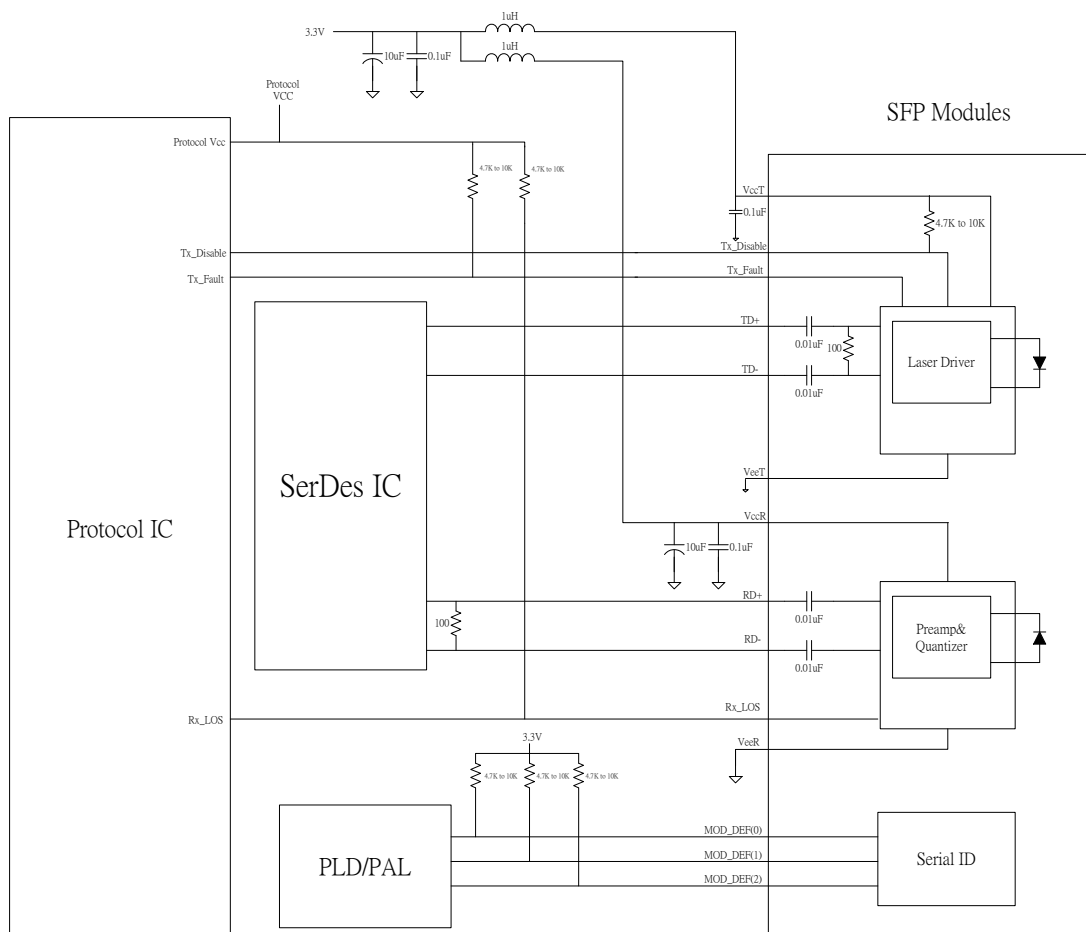 1uH
3.3V
1uH
10uF
0.1uF
Protocol
VCC
SFP Modules
Protocol Vcc
4.7K to 10K
4.7K to 10K
VccT
0.1uF
4.7K to 10K
Tx_Disable
Tx_Disable
Tx_Fault
Tx_Fault
TD+
0.01uF
100
Laser Driver
TD-
0.01uF
SerDes IC
VeeT
Protocol IC
VccR
10uF
0.1uF
RD+
0.01uF
100
Preamp&
Quantizer
RD-
0.01uF
Rx_LOS
Rx_LOS
3.3V
VeeR
4.7K to 10K
4.7K to 10K
4.7K to 10K
MOD_DEF(0)
PLD/PAL
MOD_DEF(1)
Serial ID
MOD_DEF(2)